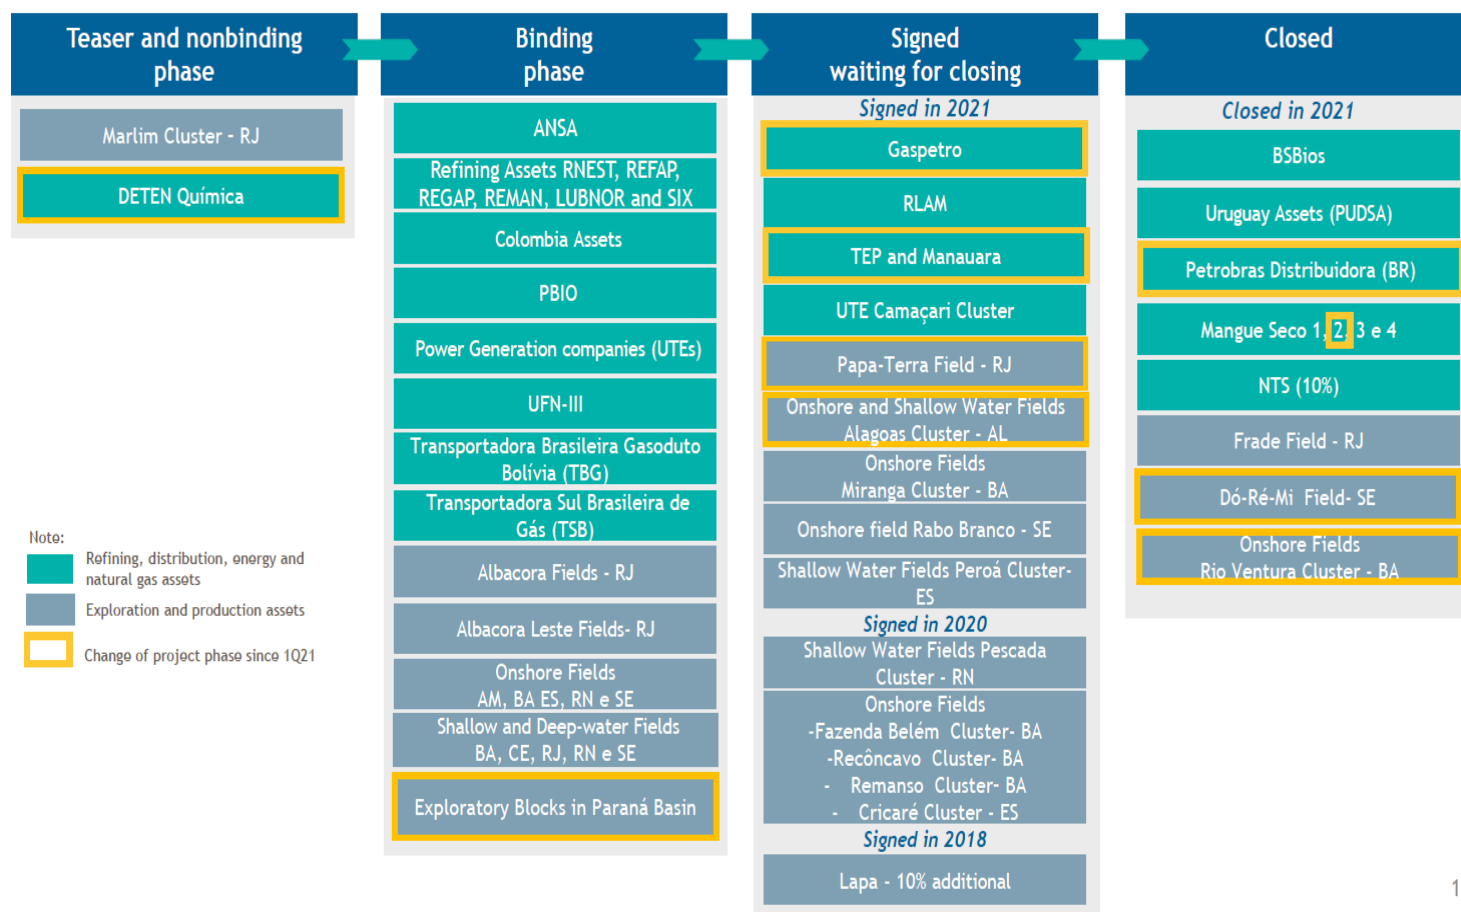 Teaser and nonbinding
phase
Marlim Cluster - RJ
DETEN Química
Note:
Refining, distribution, energy and
natural gas assets
Exploration and production assets
Change of project phase since 1Q21
Binding
phase
ANSA
Refining Assets RNEST, REFAP,
REGAP, REMAN, LUBNOR and SIX
Colombia Assets
PBIO
Power Generation companies (UTEs)
UFN-III
Transportadora Brasileira Gasoduto
Bolívia (TBG)
Transportadora Sul Brasileira de
Gás (TSB)
Albacora Fields - RJ
Albacora Leste Fields- RJ
Onshore Fields
AM, BA ES, RN e SE
Shallow and Deep-water Fields
BA, CE, RJ, RN e SE
Exploratory Blocks in Paraná Basin
Signed
waiting for closing
Signed in 2021
Gaspetro
RLAM
TEP and Manauara
UTE Camaçari Cluster
Papa-Terra Field - RJ
Onshore and Shallow Water Fields
Alagoas Cluster - AL
Onshore Fields
Miranga Cluster - BA
Onshore field Rabo Branco - SE
Shallow Water Fields Peroá Cluster-
ES
Signed in 2020
Shallow Water Fields Pescada
Cluster - RN
Onshore Fields
-Fazenda Belém Cluster- BA
-Recôncavo Cluster- BA
- Remanso Cluster- BA
- Cricaré Cluster - ES
Signed in 2018
Lapa - 10% additional
Closed
Closed in 2021
BSBios
Uruguay Assets (PUDSA)
Petrobras Distribuidora (BR)
Mangue Seco 1, 2, 3 e 4
NTS (10%)
Frade Field - RJ
Dó-Ré-Mi Field- SE
Onshore Fields
Rio Ventura Cluster - BA
1